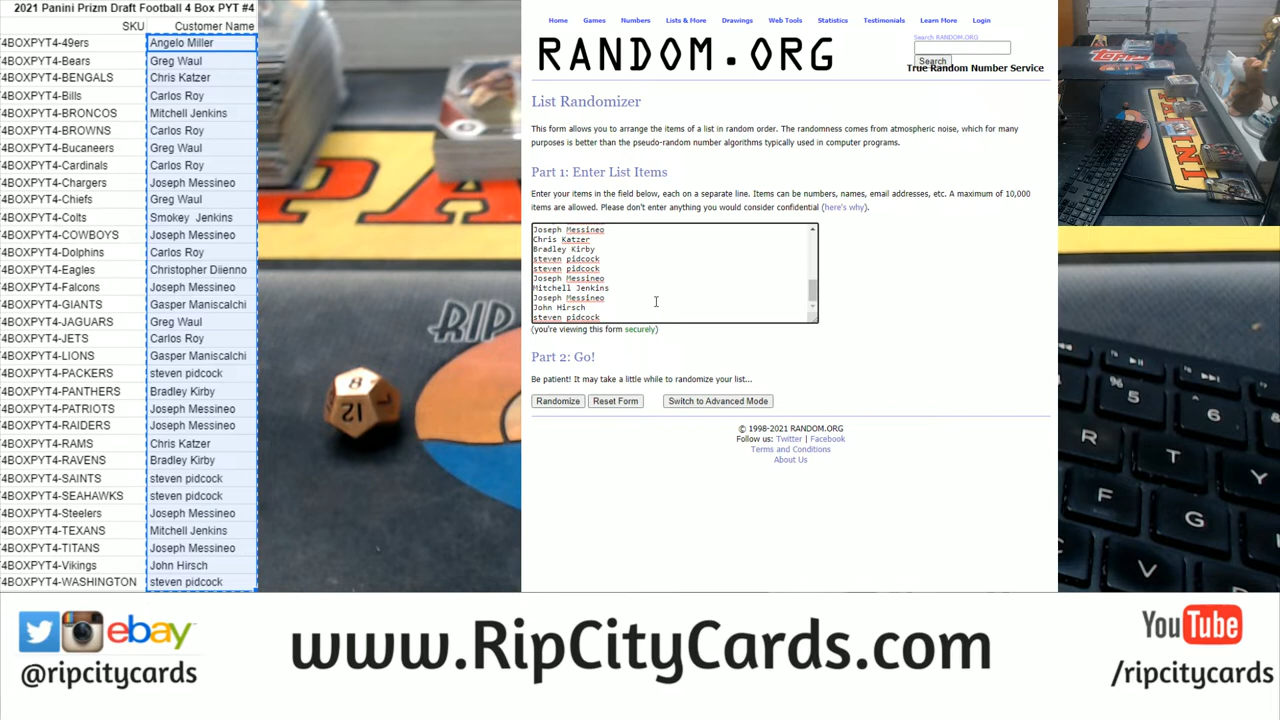 2021 Panini Prizm Draft Football 4 Box PYT #4
SKU Customer Name
4BOXPYT4-49ers Angelo Miller
4BOXPYT4-Bears Greg Waul
4BOXPYT4-BENGALS Chris Katzer
4BOXPYT4-Bills Carlos Roy
4BOXPYT4-BRONCOS Mitchell Jenkins
4BOXPYT4-BROWNS Carlos Roy
4BOXPYT4-Bucaneers Greg Waul
4BOXPYT4-Cardinals Carlos Roy
4BOXPYT4-Chargers Joseph Messineo
4BOXPYT4-Chiefs Greg Waul
4BOXPYT4-Colts Smokey Jenkins
4BOXPYT4-COWBOYS Joseph Messineo
4BOXPYT4-Dolphins Carlos Roy
4BOXPYT4-Eagles Christopher Diienno
4BOXPYT4-Falcons Joseph Messineo
4BOXPYT4-GIANTS Gasper Maniscalchi
4BOXPYT4-JAGUARS Greg Waul
4BOXPYT4-JETS Carlos Roy
4BOXPYT4-LIONS Gasper Maniscalchi
4BOXPYT4-PACKERS steven pidcock
4BOXPYT4-PANTHERS Bradley Kirby
4BOXPYT4-PATRIOTS Joseph Messineo
4BOXPYT4-RAIDERS Joseph Messineo
4BOXPYT4-RAMS Chris Katzer
4BOXPYT4-RAVENS Bradley Kirby
4BOXPYT4-SAINTS steven pidcock
4BOXPYT4-SEAHAWKS steven pidcock
4BOXPYT4-Steelers Joseph Messineo
4BOXPYT4-TEXANS Mitchell Jenkins
4BOXPYT4-TITANS Joseph Messineo
4BOXPYT4-Vikings John Hirsch
4BOXPYT4-WASHINGTON steven pidcock
RIP
8
12
Home Games Numbers Lists & More Drawings Web Tools Statistics Testimonials Learn More Login
RANDOM.ORG
Search RANDOM.ORG
Search
True Random Number Service
List Randomizer
This form allows you to arrange the items of a list in random order. The randomness comes from atmospheric noise, which for many
purposes is better than the pseudo-random number algorithms typically used in computer programs.
Part 1: Enter List Items
Enter your items in the field below, each on a separate line. Items can be numbers, names, email addresses, etc. A maximum of 10,000
items are allowed. Please don't enter anything you would consider confidential (here's why).
Joseph Messineo
Chris Katzer
Bradley Kirby
steven pidcock
steven pidcock
Joseph Messineo
Mitchell Jenkins
Joseph Messineo
John Hirsch
steven pidcock
(you're viewing this form securely)
Part 2: Go!
Be patient! It may take a little while to randomize your list...
Randomize Reset Form Switch to Advanced Mode
© 1998-2021 RANDOM.ORG
Follow us: Twitter | Facebook
Terms and Conditions
About Us
Topps
PANINI
%
5
^
6
R
T
F
G
V
ebay
@ripcitycards
www.RipCityCards.com
YouTube
/ripcitycards